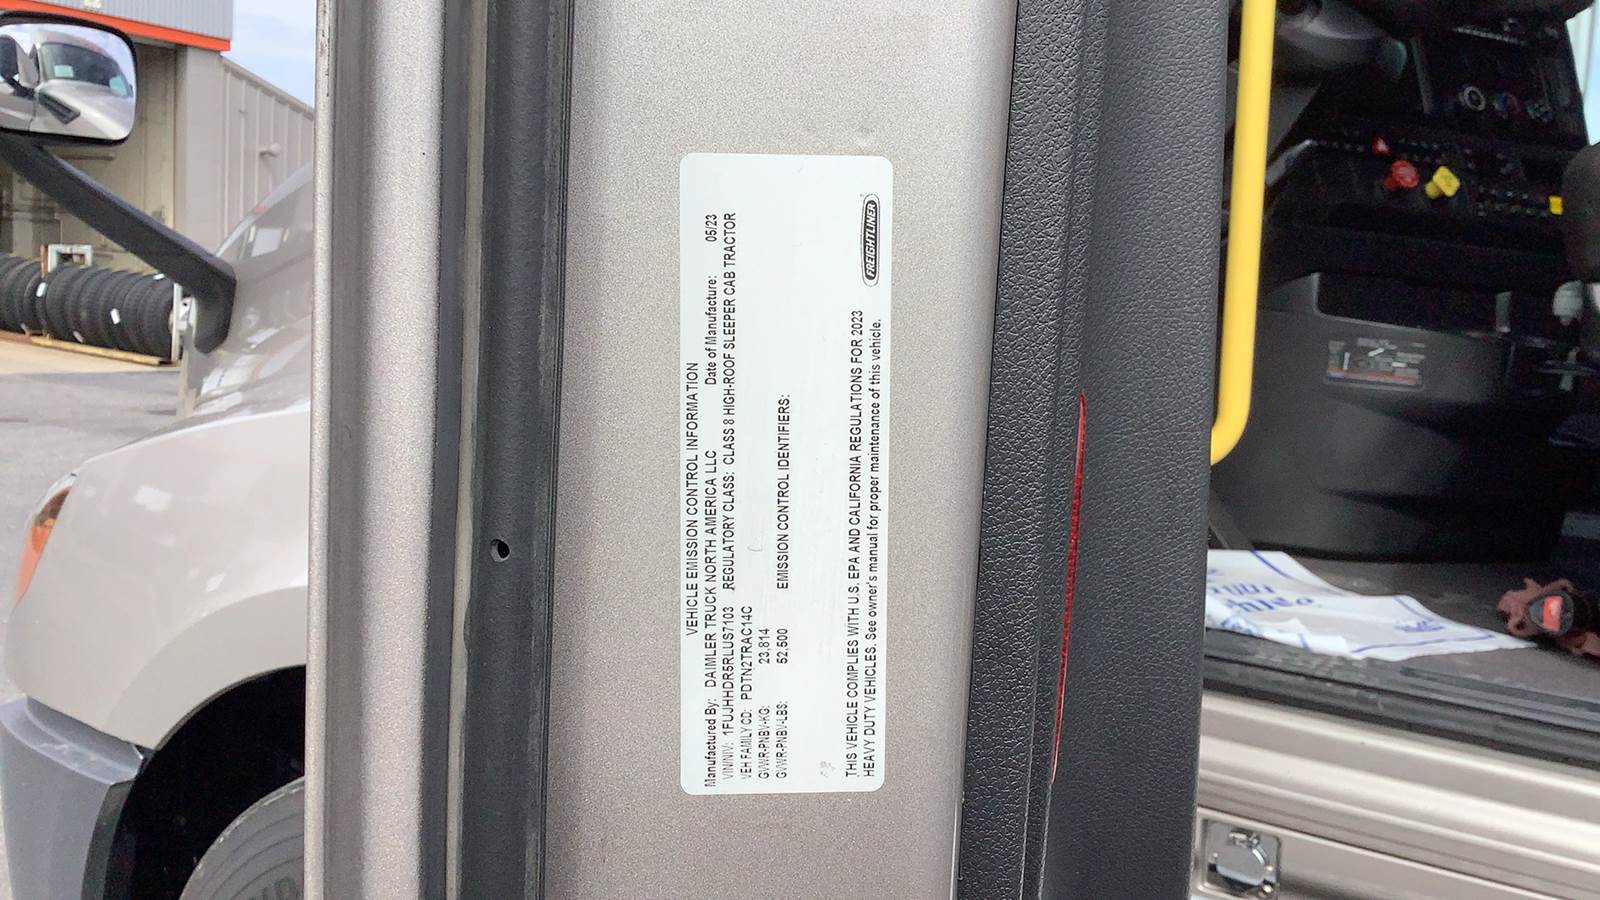 VEHICLE EMISSION CONTROL INFORMATION
Manufactured By: DAIMLER TRUCK NORTH AMERICA LLC Date of Manufacture: 05/23
VIN/NIV: 1FUJHHDR5RLUS7103 REGULATORY CLASS: CLASS 8 HIGH-ROOF SLEEPER CAB TRACTOR
VEH FAMILY CD: PDTN2TRAC14C
GVWR-PNBV-KG: 23,814
GVWR-PNBV-LBS: 52,500 EMISSION CONTROL IDENTIFIERS:
THIS VEHICLE COMPLIES WITH U.S. EPA AND CALIFORNIA REGULATIONS FOR 2023
HEAVY DUTY VEHICLES. See owner's manual for proper maintenance of this vehicle.
FREIGHTLINER